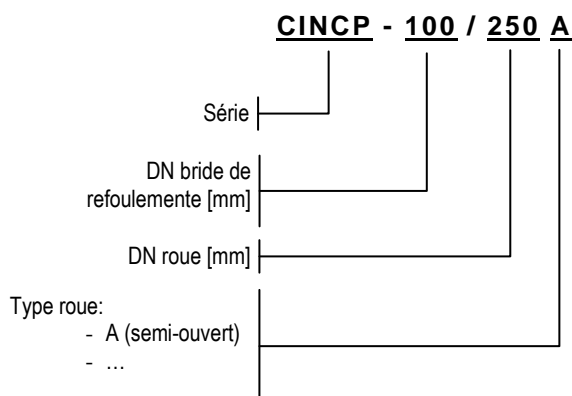 CINCP - 100 / 250 A
Série
DN bride de
refoulemente [mm]
DN roue [mm]
Type roue:
- A (semi-ouvert)
- …